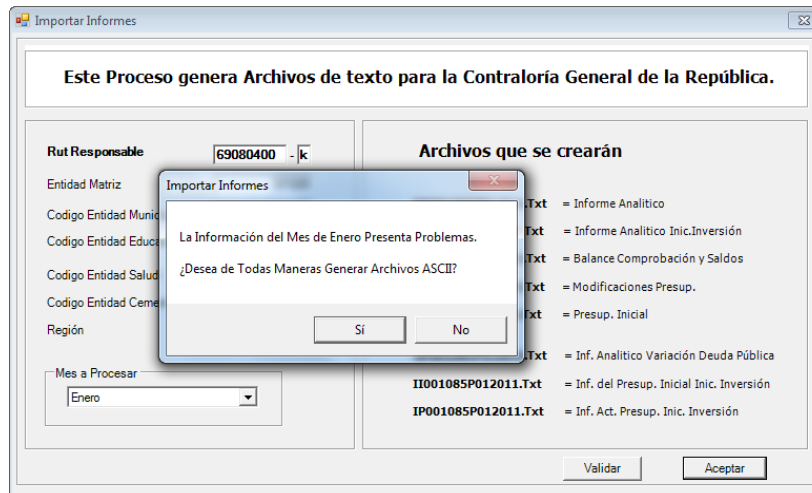 Importar Informes
Este Proceso genera Archivos de texto para la Contraloría General de la República.
Rut Responsable 69080400 - k
Entidad Matriz
Codigo Entidad Munic
Codigo Entidad Educa
Codigo Entidad Salud
Codigo Entidad Ceme
Región
Mes a Procesar
Enero
Archivos que se crearán
.Txt = Informe Analitico
Txt = Informe Analitico Inic.Inversión
.Txt = Balance Comprobación y Saldos
Txt = Modificaciones Presup.
Txt = Presup. Inicial
.Txt = Inf. Analitico Variación Deuda Pública
II001085P012011.Txt = Inf. del Presup. Inicial Inic. Inversión
IP001085P012011.Txt = Inf. Act. Presup. Inic. Inversión
Importar Informes
La Información del Mes de Enero Presenta Problemas.
¿Desea de Todas Maneras Generar Archivos ASCII?
Sí
No
Validar
Aceptar